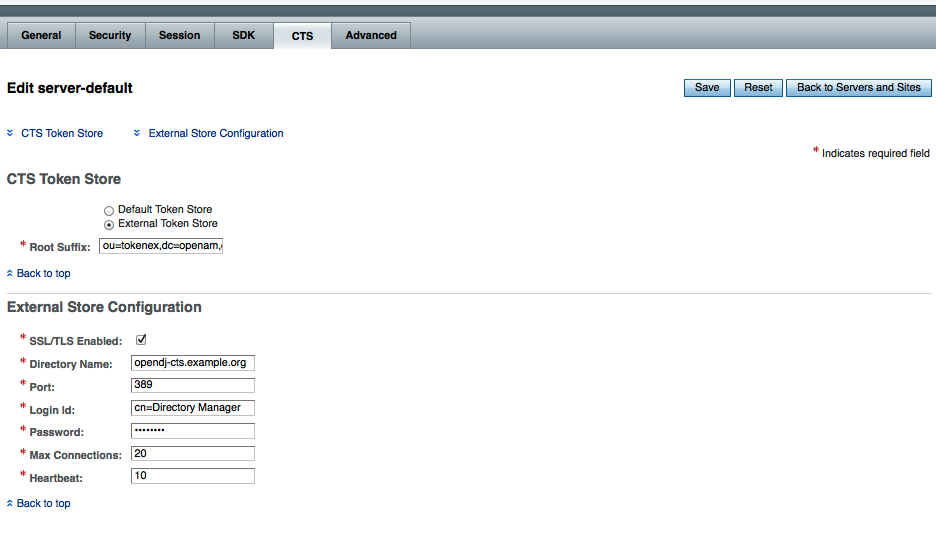 General Security Session SDK CTS Advanced
Edit server-default Save Reset Back to Servers and Sites
CTS Token Store External Store Configuration
* Indicates required field
CTS Token Store
Default Token Store
External Token Store
* Root Suffix: ou=tokenex,dc=openam,
Back to top
External Store Configuration
* SSL/TLS Enabled:
* Directory Name: opendj-cts.example.org
* Port: 389
* Login Id: cn=Directory Manager
* Password: ••••••••
* Max Connections: 20
* Heartbeat: 10
Back to top